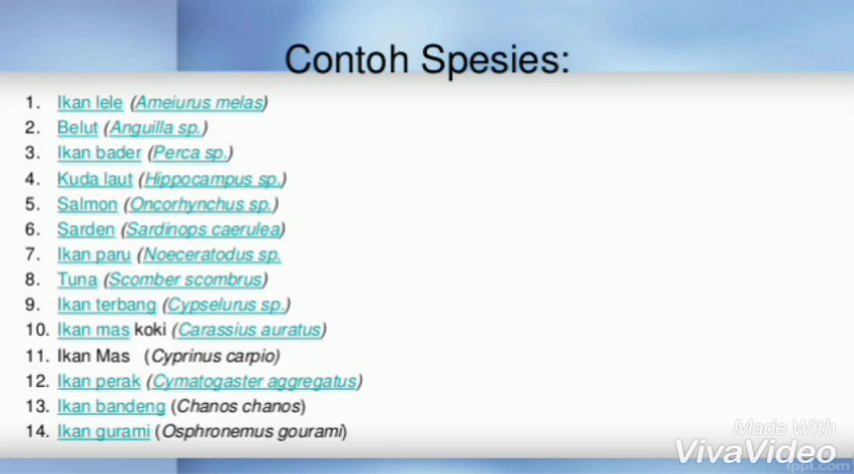 Contoh Spesies:
1. Ikan lele (Ameiurus melas)
2. Belut (Anguilla sp.)
3. Ikan bader (Perca sp.)
4. Kuda laut (Hippocampus sp.)
5. Salmon (Oncorhynchus sp.)
6. Sarden (Sardinops caerulea)
7. Ikan paru (Noeceratodus sp.
8. Tuna (Scomber scombrus)
9. Ikan terbang (Cypselurus sp.)
10. Ikan mas koki (Carassius auratus)
11. Ikan Mas (Cyprinus carpio)
12. Ikan perak (Cymatogaster aggregatus)
13. Ikan bandeng (Chanos chanos)
14. Ikan gurami (Osphronemus gourami)
Made With
VivaVideo
fppt.com